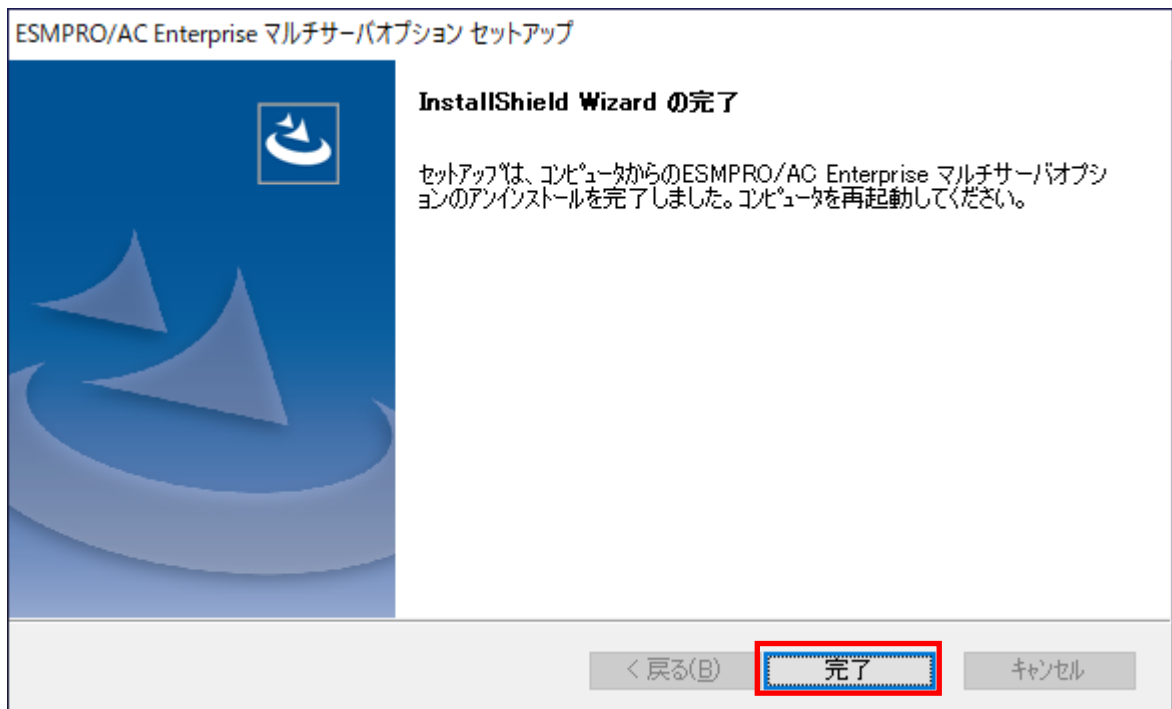 ESMPRO/AC Enterprise マルチサーバオプション セットアップ
InstallShield Wizard の完了
セットアップは、コンピュータからのESMPRO/AC Enterprise マルチサーバオプシ
ョンのアンインストールを完了しました。コンピュータを再起動してください。
< 戻る(B)
完了
キャンセル